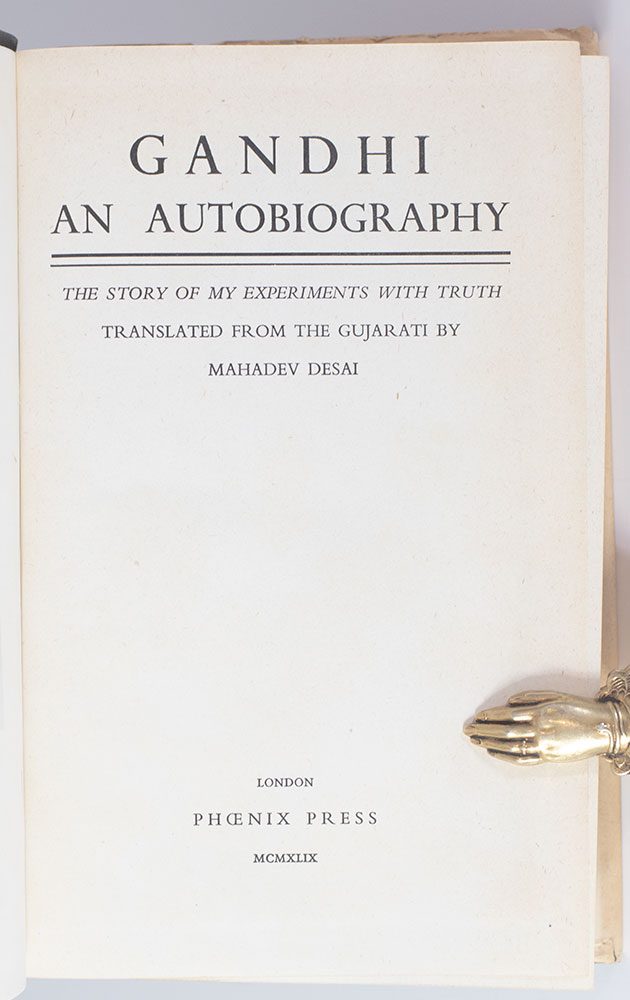 GANDHI
AN AUTOBIOGRAPHY
THE STORY OF MY EXPERIMENTS WITH TRUTH
TRANSLATED FROM THE GUJARATI BY
MAHADEV DESAI
LONDON
PHŒNIX PRESS
MCMXLIX